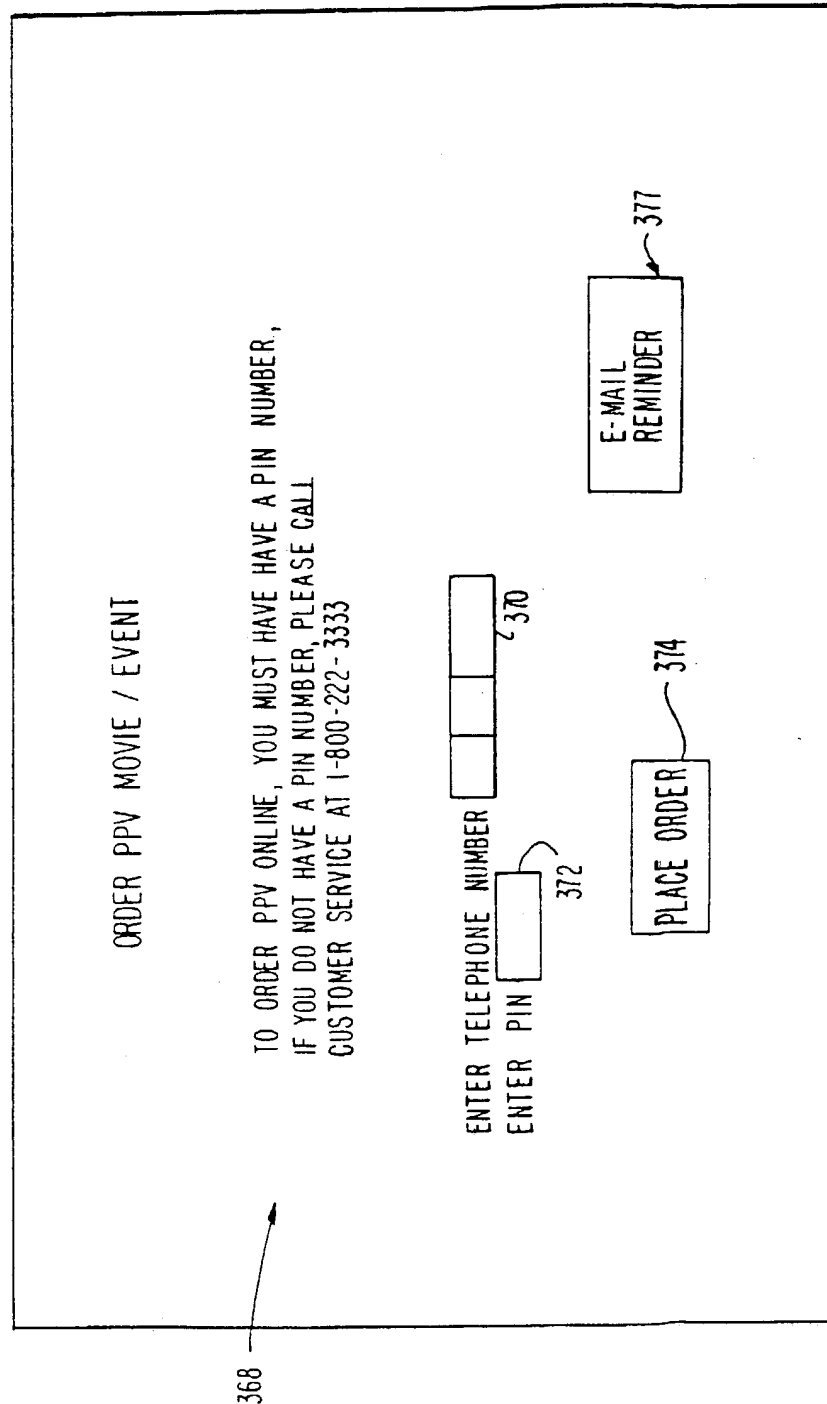 ORDER PPV MOVIE / EVENT
TO ORDER PPV ONLINE, YOU MUST HAVE HAVE A PIN NUMBER,
IF YOU DO NOT HAVE A PIN NUMBER, PLEASE CALL
CUSTOMER SERVICE AT 1-800-222-3333
368
ENTER TELEPHONE NUMBER
370
ENTER PIN
372
E-MAIL
REMINDER
377
PLACE ORDER
374